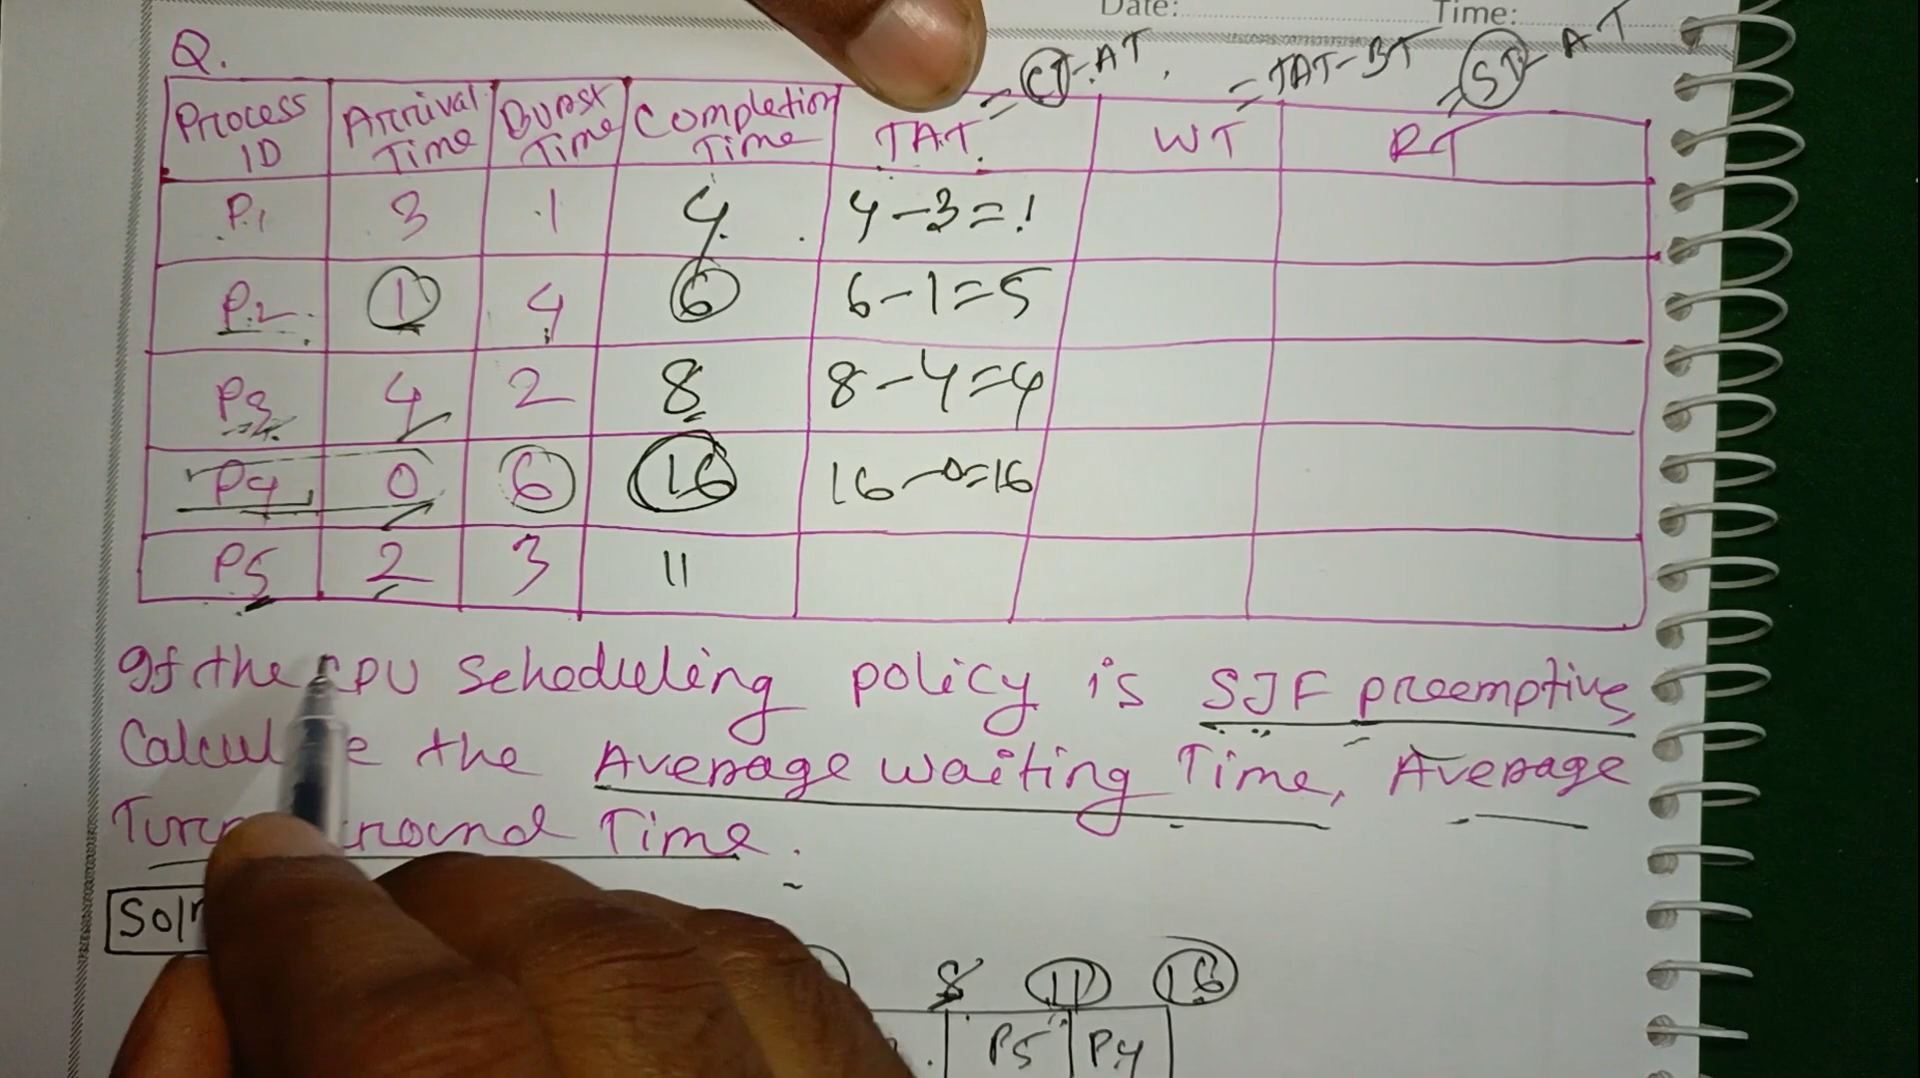 Date: Time:
Q.
= CT-AT, = TAT-BT = ST-AT
Process ID Arrival Time Burst Time Completion Time TAT WT RT
P1 3 1 4 4-3=1
P2 1 4 6 6-1=5
P3 4 2 8 8-4=4
P4 0 6 16 16-0=16
P5 2 3 11
If the CPU Scheduling policy is SJF preemptive,
the Average waiting Time, Average
Time.
8 11 16
P5 P4